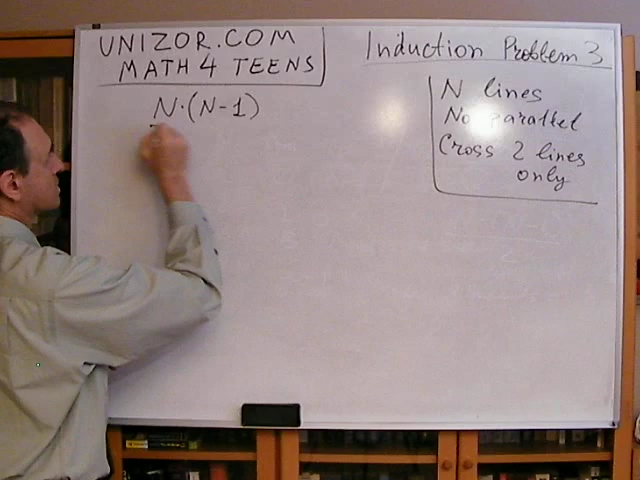 UNIZOR.COM
MATH 4 TEENS
Induction Problem 3
N·(N-1)
N lines
No parallel
Cross 2 lines
only